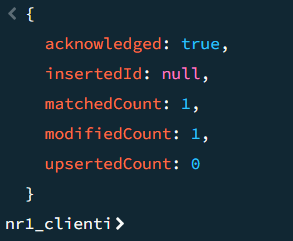 < {
acknowledged: true,
insertedId: null,
matchedCount: 1,
modifiedCount: 1,
upsertedCount: 0
}
nr1_clienti>